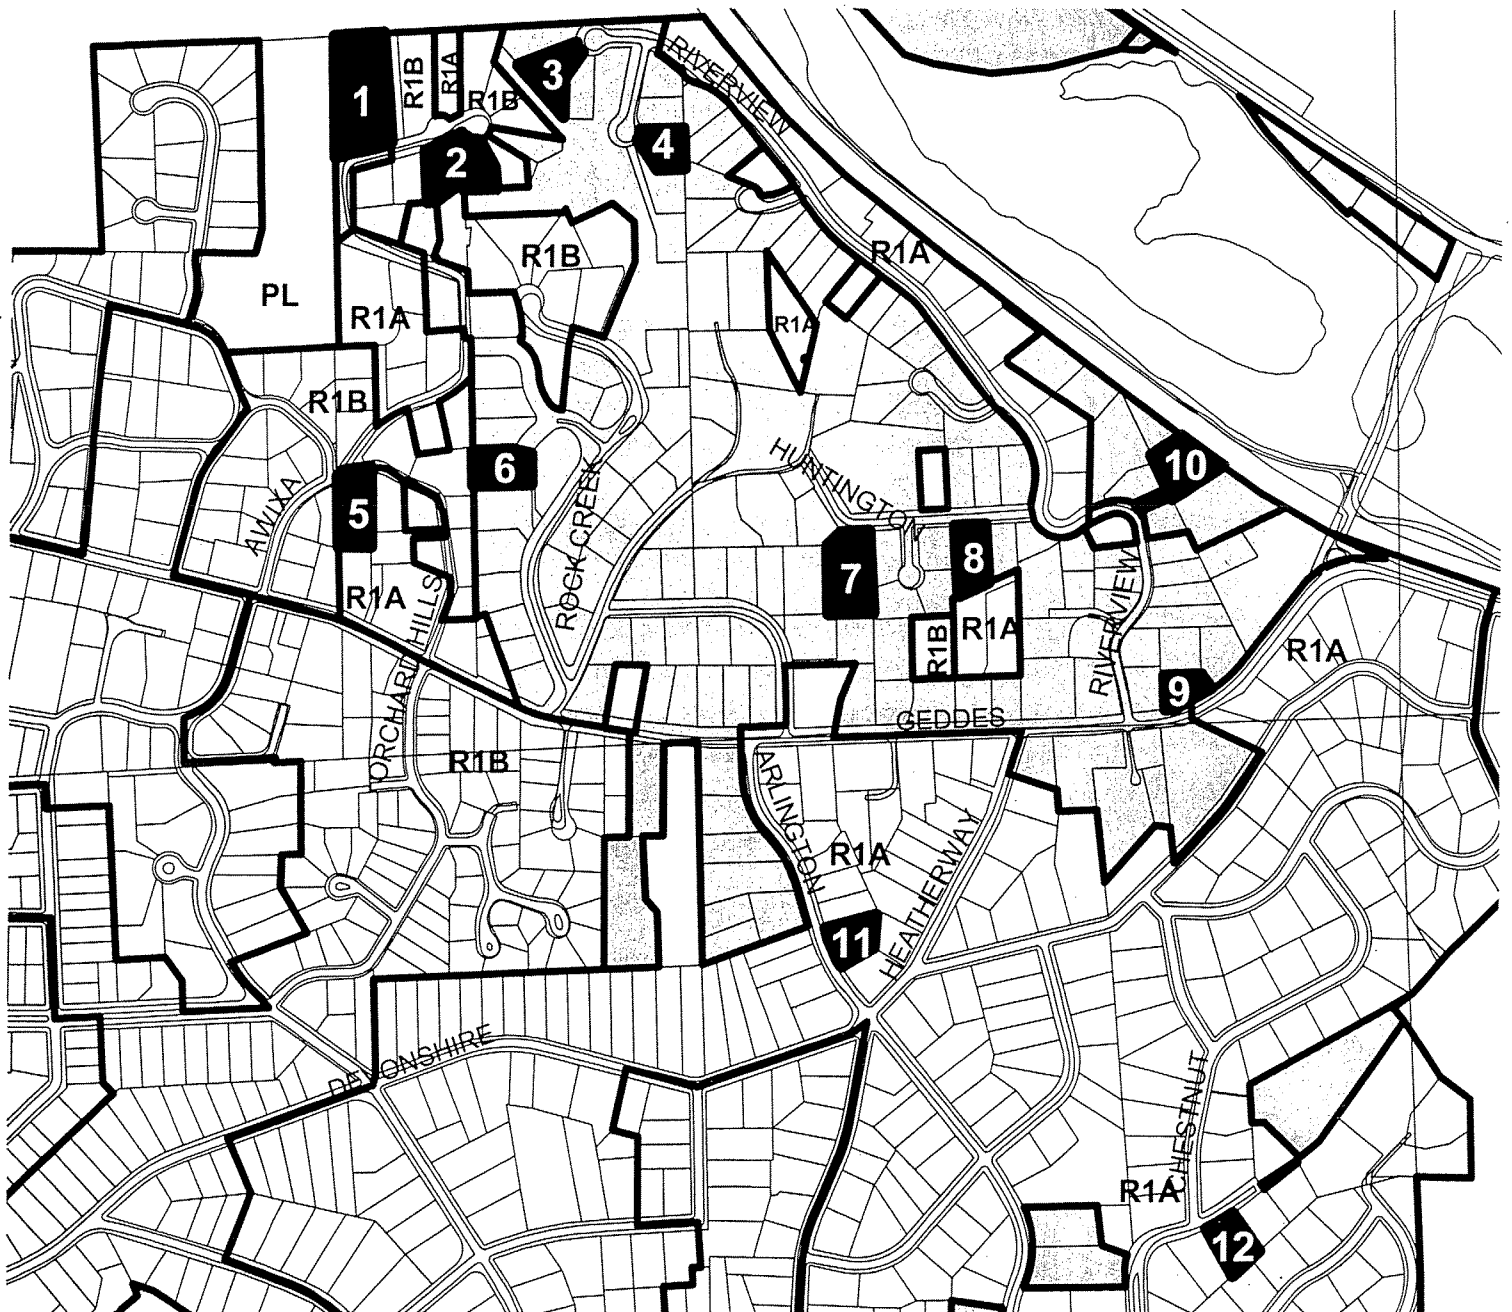 RIVERVIEW
1
R1B
R1A
R1B
3
2
4
R1B
R1A
PL
R1A
R1A
R1B
HUNTINGTON
6
10
AWIXA
5
ROCK CREEK
7
8
R1A
ORCHARD HILLS
R1B
R1A
RIVERVIEW
R1A
9
GEDDES
R1B
ARLINGTON
R1A
HEATHERWAY
11
DEVONSHIRE
CHESTNUT
R1A
12